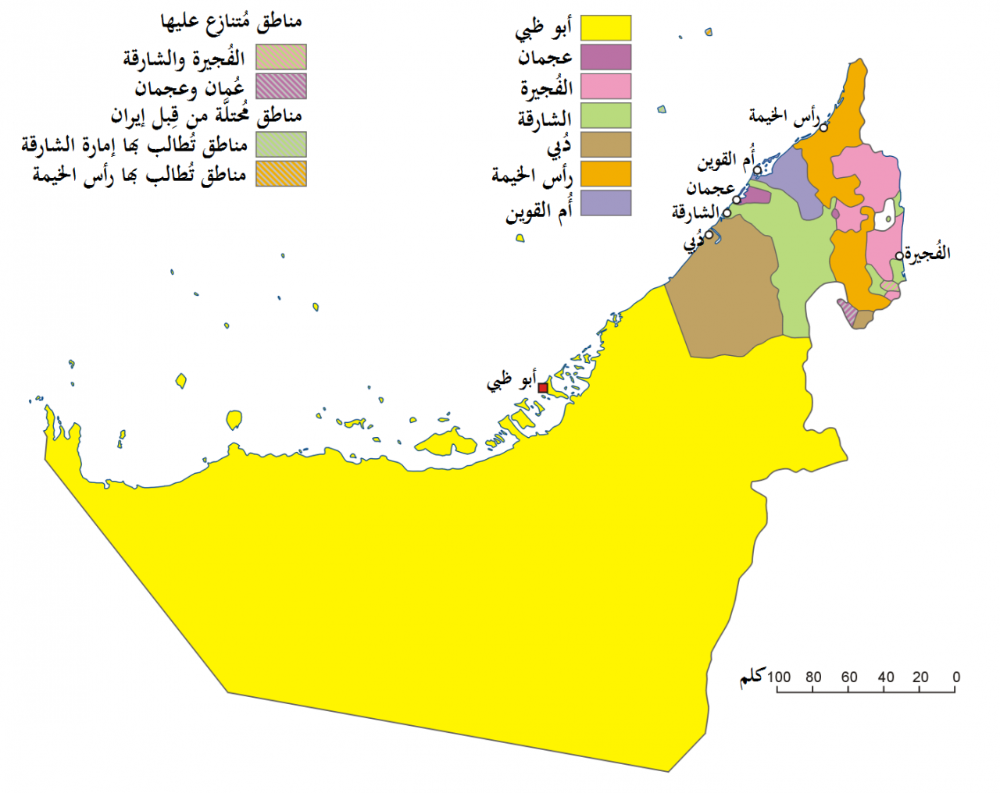 مناطق مُتنازع عليها
الفُجيرة والشارقة
عُمان وعجمان
مناطق مُحتلَّة من قِبل إيران
مناطق تُطالب بها إمارة الشارقة
مناطق تُطالب بها رأس الخيمة
أبو ظبي
عجمان
الفُجيرة
الشارقة
دُبي
رأس الخيمة
أُم القوين
رأس الخيمة
أُم القوين
عجمان
الشارقة
دُبي
الفُجيرة
أبو ظبي
كلم 100 80 60 40 20 0